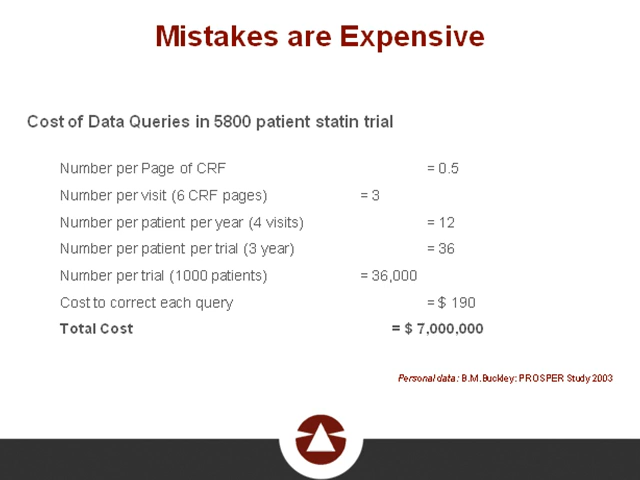 Mistakes are Expensive
Cost of Data Queries in 5800 patient statin trial
Number per Page of CRF = 0.5
Number per visit (6 CRF pages) = 3
Number per patient per year (4 visits) = 12
Number per patient per trial (3 year) = 36
Number per trial (1000 patients) = 36,000
Cost to correct each query = $ 190
Total Cost = $ 7,000,000
Personal data: B.M.Buckley: PROSPER Study 2003